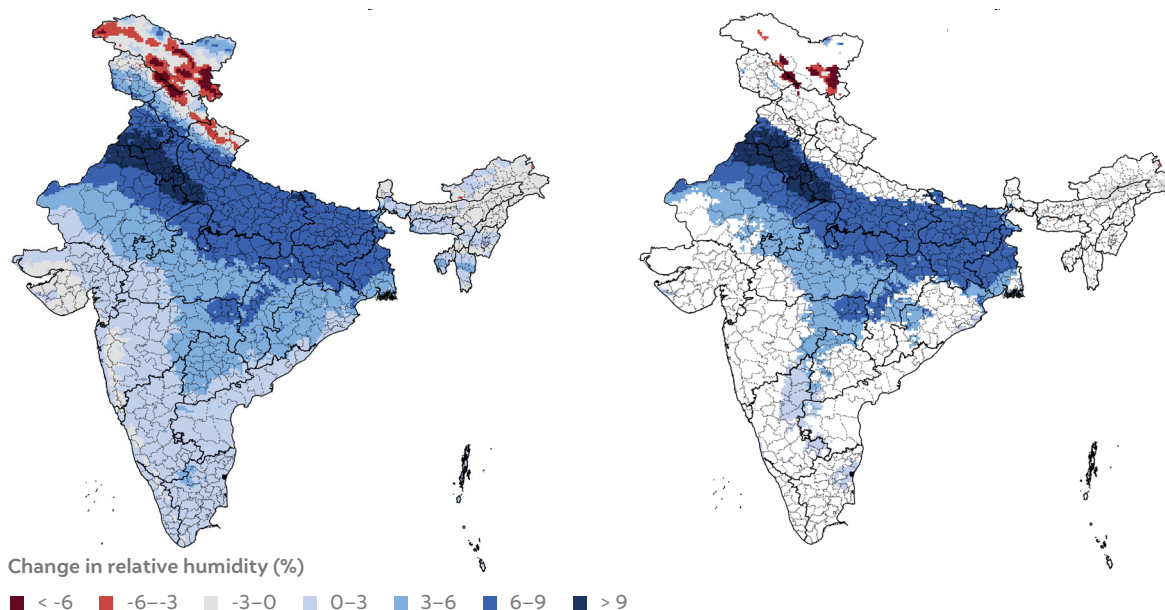 Change in relative humidity (%)
< -6 -6–-3 -3–0 0–3 3–6 6–9 > 9